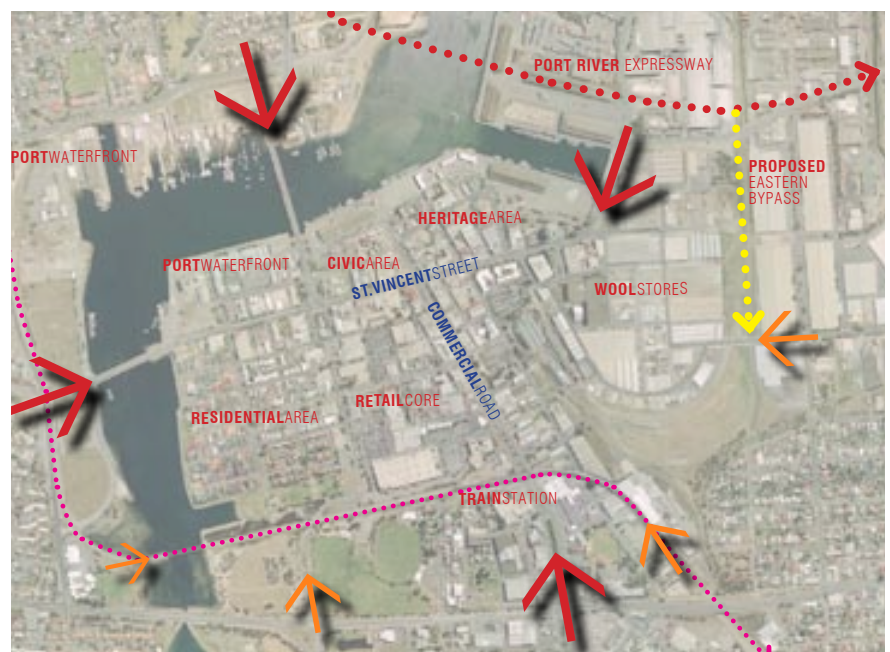 PORT RIVER EXPRESSWAY
PORTWATERFRONT
PROPOSED
EASTERN
BYPASS
HERITAGEAREA
PORTWATERFRONT
CIVICAREA
ST.VINCENTSTREET
WOOLSTORES
COMMERCIALROAD
RETAILCORE
RESIDENTIALAREA
TRAINSTATION